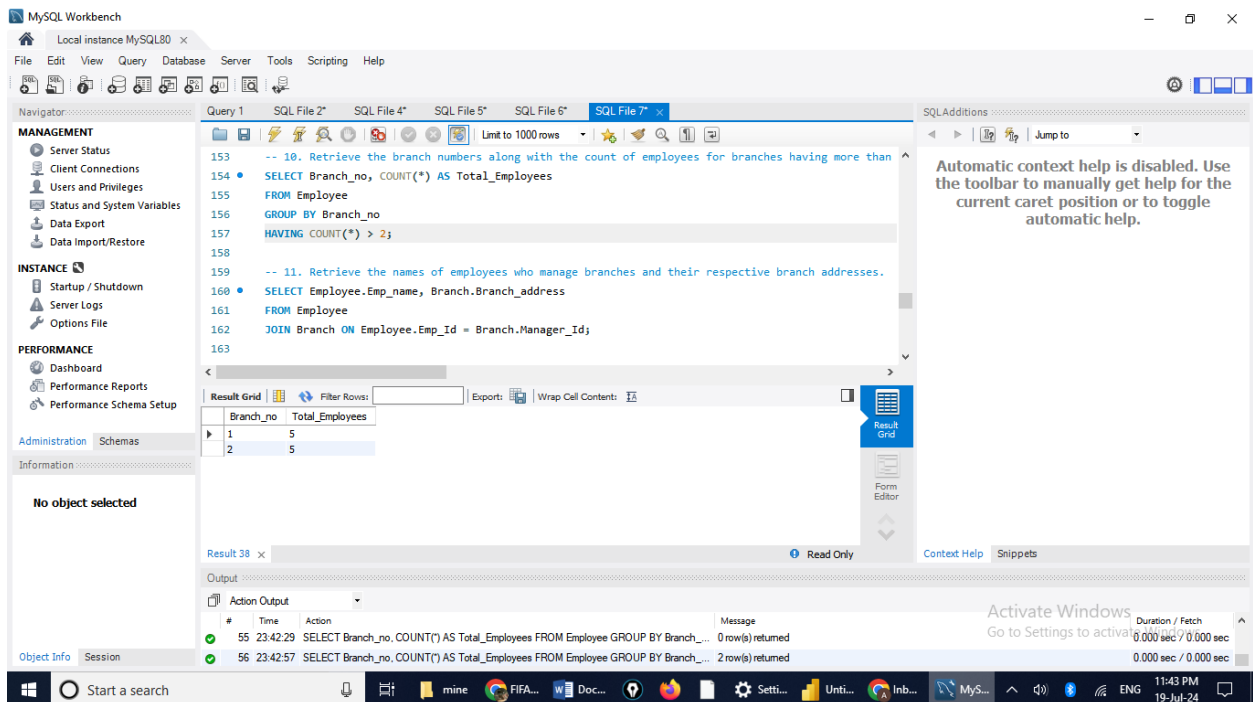 MySQL Workbench
Local instance MySQL80
File Edit View Query Database Server Tools Scripting Help
Navigator
MANAGEMENT
Server Status
Client Connections
Users and Privileges
Status and System Variables
Data Export
Data Import/Restore
INSTANCE
Startup / Shutdown
Server Logs
Options File
PERFORMANCE
Dashboard
Performance Reports
Performance Schema Setup
Administration Schemas
Information
No object selected
Object Info Session
Query 1 SQL File 2* SQL File 4* SQL File 5* SQL File 6* SQL File 7*
Limit to 1000 rows
153 -- 10. Retrieve the branch numbers along with the count of employees for branches having more than
154 SELECT Branch_no, COUNT(*) AS Total_Employees
155 FROM Employee
156 GROUP BY Branch_no
157 HAVING COUNT(*) > 2;
158
159 -- 11. Retrieve the names of employees who manage branches and their respective branch addresses.
160 SELECT Employee.Emp_name, Branch.Branch_address
161 FROM Employee
162 JOIN Branch ON Employee.Emp_Id = Branch.Manager_Id;
163
Result Grid Filter Rows: Export: Wrap Cell Content:
Branch_no Total_Employees
1 5
2 5
Result Grid
Form Editor
Result 38 Read Only
SQLAdditions
Jump to
Automatic context help is disabled. Use
the toolbar to manually get help for the
current caret position or to toggle
automatic help.
Context Help Snippets
Output
Action Output
# Time Action Message Duration / Fetch
55 23:42:29 SELECT Branch_no, COUNT(*) AS Total_Employees FROM Employee GROUP BY Branch_... 0 row(s) returned 0.000 sec / 0.000 sec
56 23:42:57 SELECT Branch_no, COUNT(*) AS Total_Employees FROM Employee GROUP BY Branch_... 2 row(s) returned 0.000 sec / 0.000 sec
Activate Windows
Go to Settings to activate Windows.
Start a search mine FIFA... Doc... Setti... Unti... Inb... MyS... ENG 11:43 PM
19-Jul-24